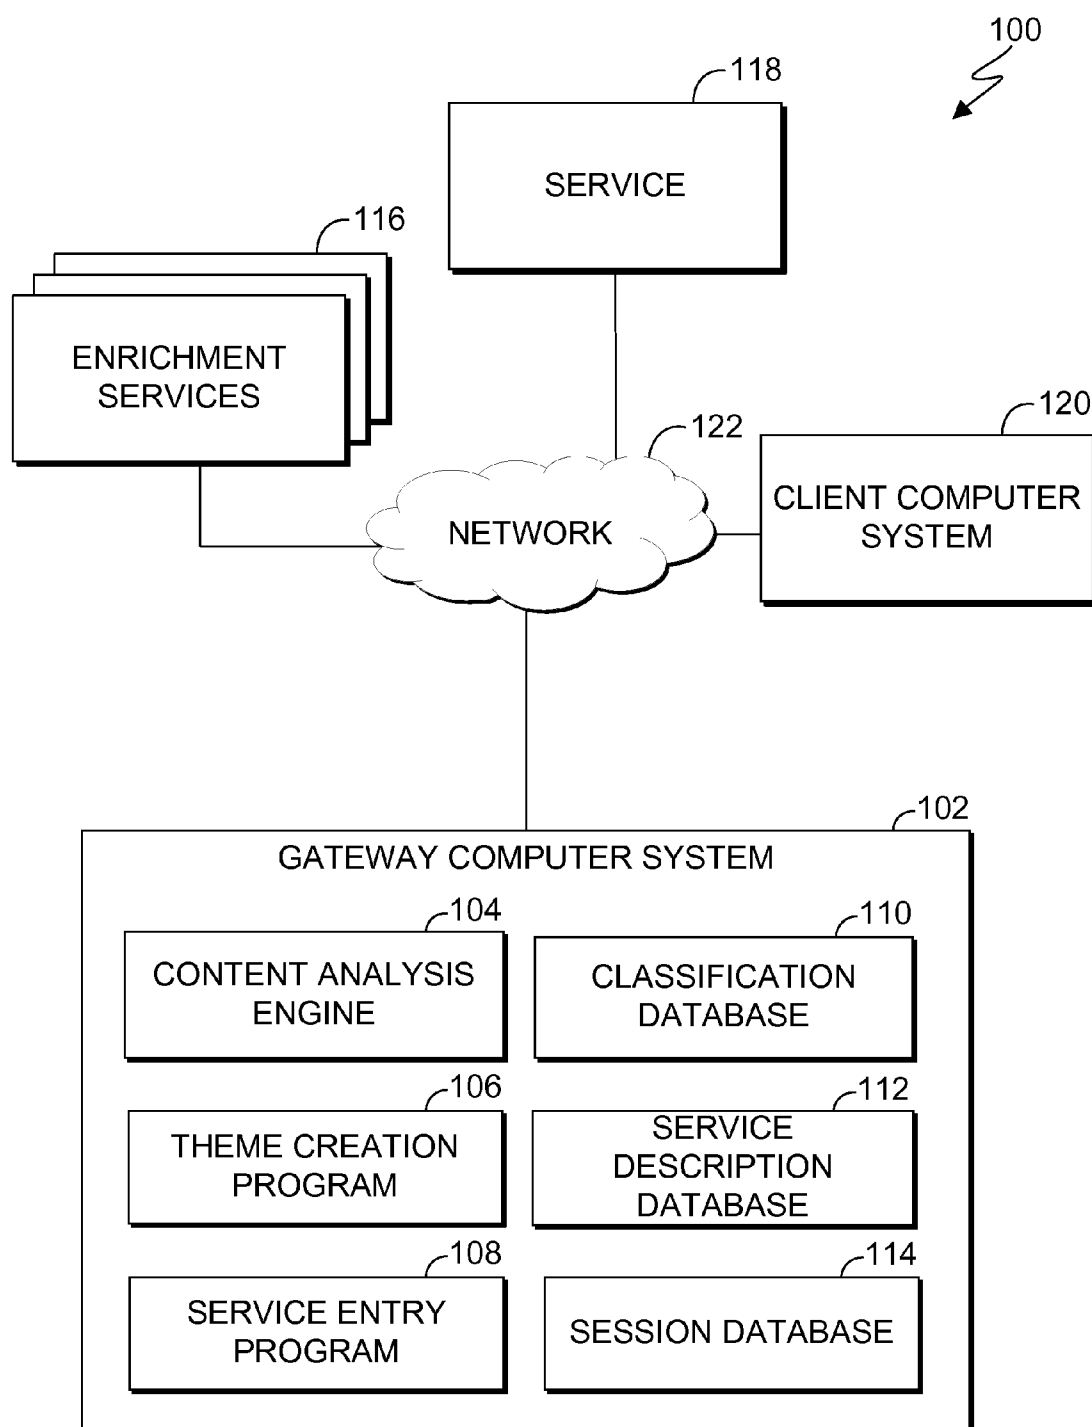 100
118
SERVICE
116
ENRICHMENT
SERVICES
120
122
CLIENT COMPUTER
SYSTEM
NETWORK
102
GATEWAY COMPUTER SYSTEM
104
CONTENT ANALYSIS
ENGINE
110
CLASSIFICATION
DATABASE
106
THEME CREATION
PROGRAM
112
SERVICE
DESCRIPTION
DATABASE
108
SERVICE ENTRY
PROGRAM
114
SESSION DATABASE